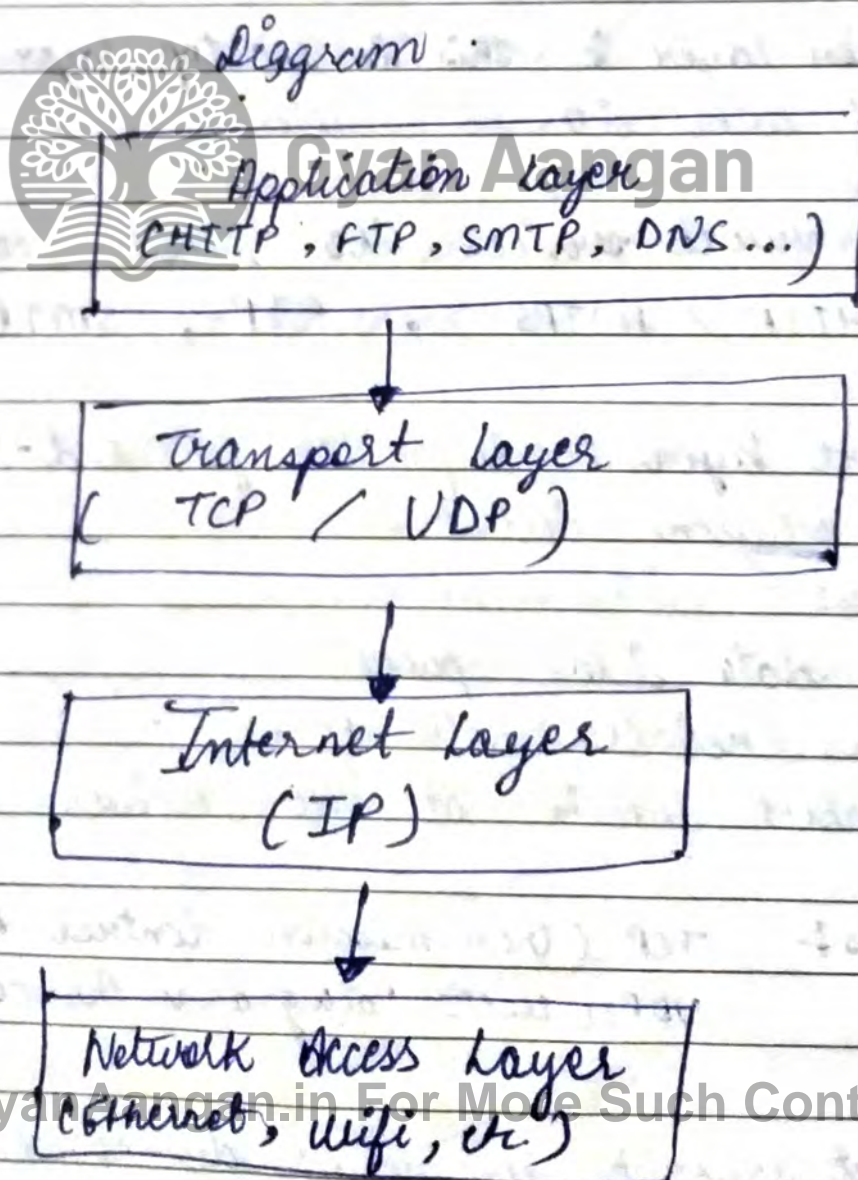 Diagram
Gyan Aangan
Application Layer
(HTTP, FTP, SMTP, DNS...)
Transport Layer
( TCP / UDP )
Internet Layer
(IP)
Network Access Layer
yanAangan.in For More Such Cont
(Ethernet, Wifi, etc.)